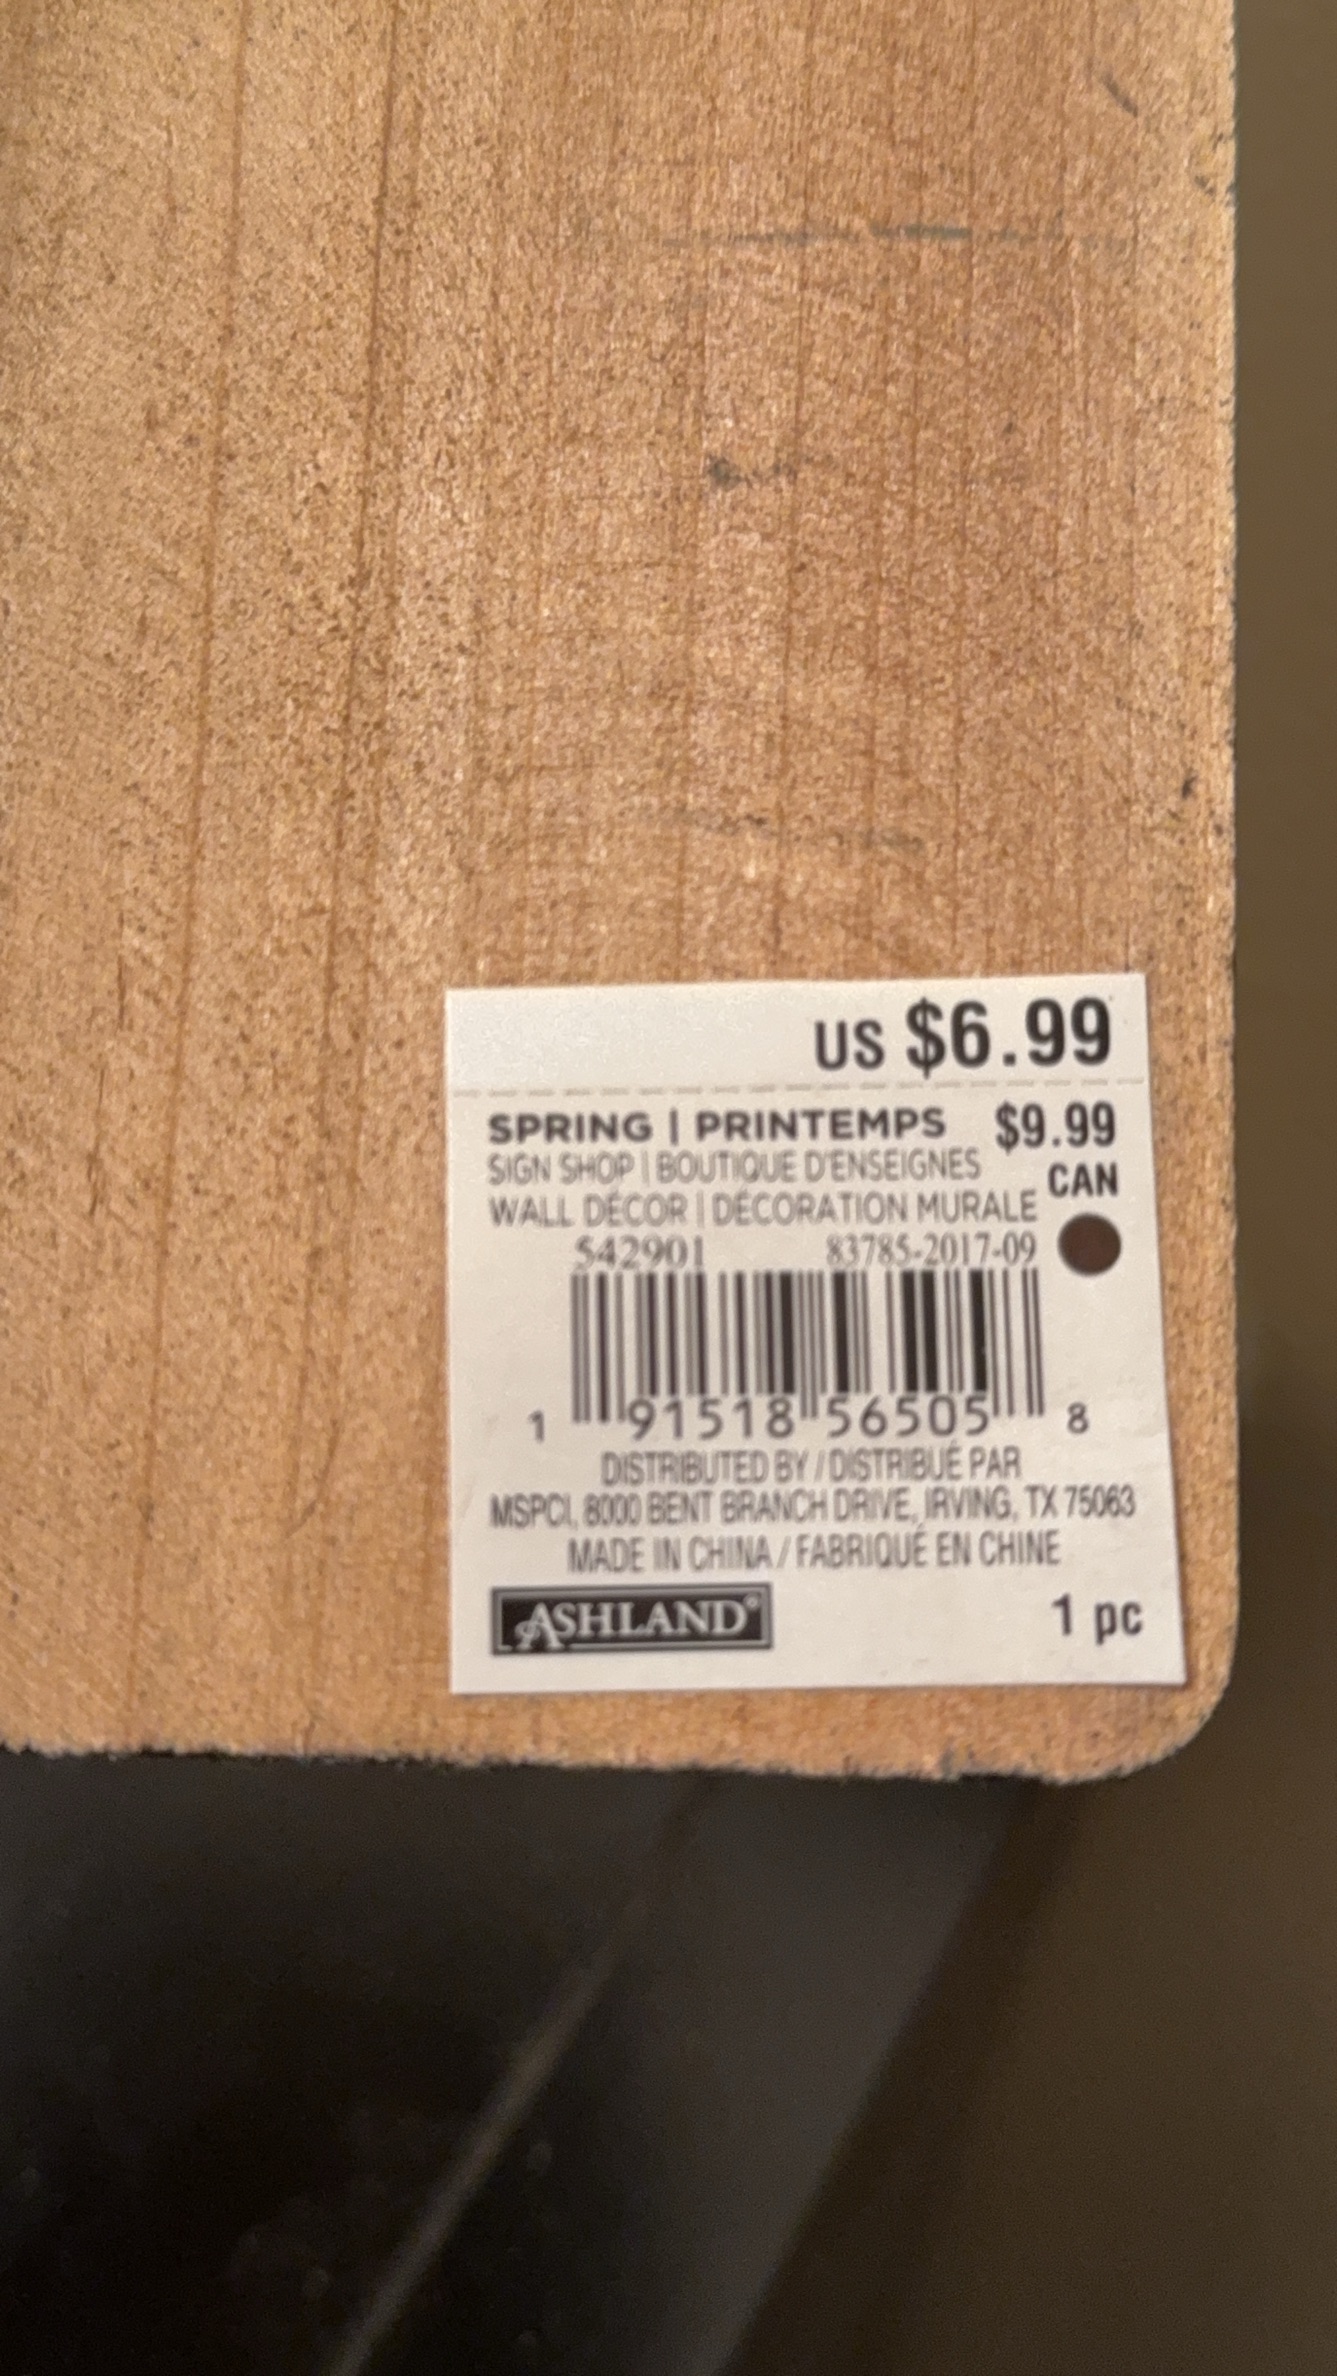 US $6.99
SPRING | PRINTEMPS $9.99
SIGN SHOP | BOUTIQUE D'ENSEIGNES CAN
WALL DÉCOR | DÉCORATION MURALE
542901 83785-2017-09
1 91518 56505 8
DISTRIBUTED BY / DISTRIBUÉ PAR
MSPCI, 8000 BENT BRANCH DRIVE, IRVING, TX 75063
MADE IN CHINA / FABRIQUÉ EN CHINE
ASHLAND® 1 pc